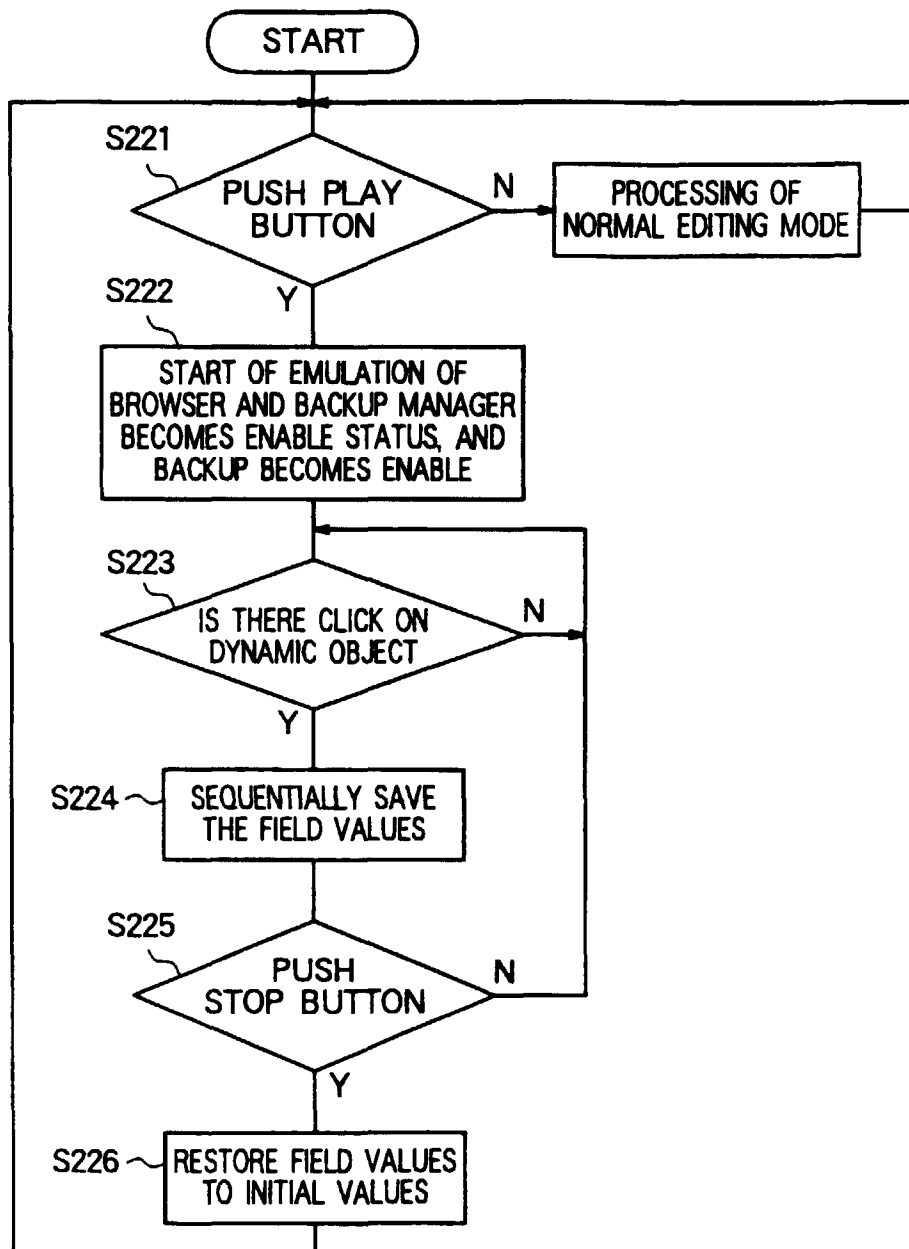 START
S221
PUSH PLAY
BUTTON
N
PROCESSING OF
NORMAL EDITING MODE
Y
S222
START OF EMULATION OF
BROWSER AND BACKUP MANAGER
BECOMES ENABLE STATUS, AND
BACKUP BECOMES ENABLE
S223
IS THERE CLICK ON
DYNAMIC OBJECT
N
Y
S224
SEQUENTIALLY SAVE
THE FIELD VALUES
S225
PUSH
STOP BUTTON
N
Y
S226
RESTORE FIELD VALUES
TO INITIAL VALUES